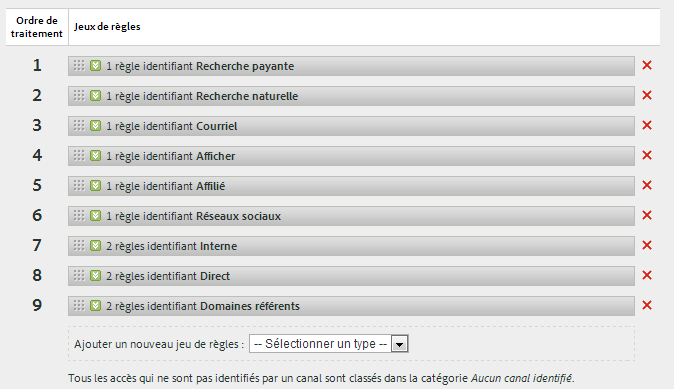 Ordre de traitement Jeux de règles
1 1 règle identifiant Recherche payante
2 1 règle identifiant Recherche naturelle
3 1 règle identifiant Courriel
4 1 règle identifiant Afficher
5 1 règle identifiant Affilié
6 1 règle identifiant Réseaux sociaux
7 2 règles identifiant Interne
8 2 règles identifiant Direct
9 2 règles identifiant Domaines référents
Ajouter un nouveau jeu de règles : -- Sélectionner un type --
Tous les accès qui ne sont pas identifiés par un canal sont classés dans la catégorie Aucun canal identifié.